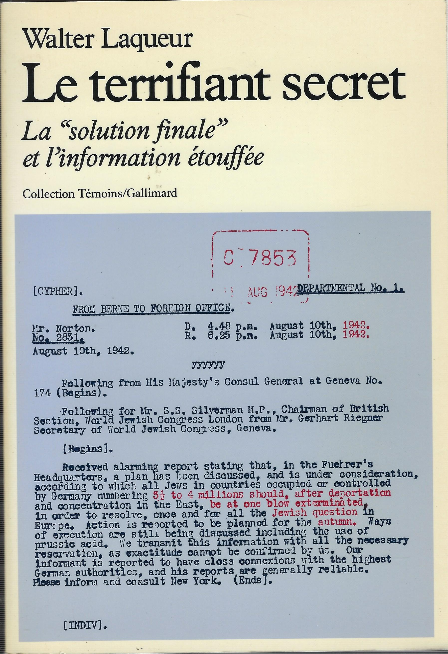 Walter Laqueur
Le terrifiant secret
La “solution finale”
et l'information étouffée
Collection Témoins/Gallimard
C 7853
AUG 1942
[CYPHER].
DEPARTMENTAL No. 1.
FROM BERNE TO FOREIGN OFFICE.
Mr. Norton.
D. 4.48 p.m. August 10th, 1942.
No. 2831.
R. 6.25 p.m. August 10th, 1942.
August 10th, 1942.
yyyyyy
Following from His Majesty's Consul General at Geneva No.
174 (Begins).
Following for Mr. S.S. Silverman M.P., Chairman of British
Section, World Jewish Congress London from Mr. Gerhart Riegner
Secretary of World Jewish Congress, Geneva.
[Begins].
Received alarming report stating that, in the Fuehrer's
Headquarters, a plan has been discussed, and is under consideration,
according to which all Jews in countries occupied or controlled
by Germany numbering 3½ to 4 millions should, after deportation
and concentration in the East, be at one blow exterminated,
in order to resolve, once and for all the Jewish question in
Europe. Action is reported to be planned for the autumn. Ways
of execution are still being discussed including the use of
prussic acid. We transmit this information with all the necessary
reservation, as exactitude cannot be confirmed by us. Our
informant is reported to have close connexions with the highest
German authorities, and his reports are generally reliable.
Please inform and consult New York. (Ends).
[INDIV].